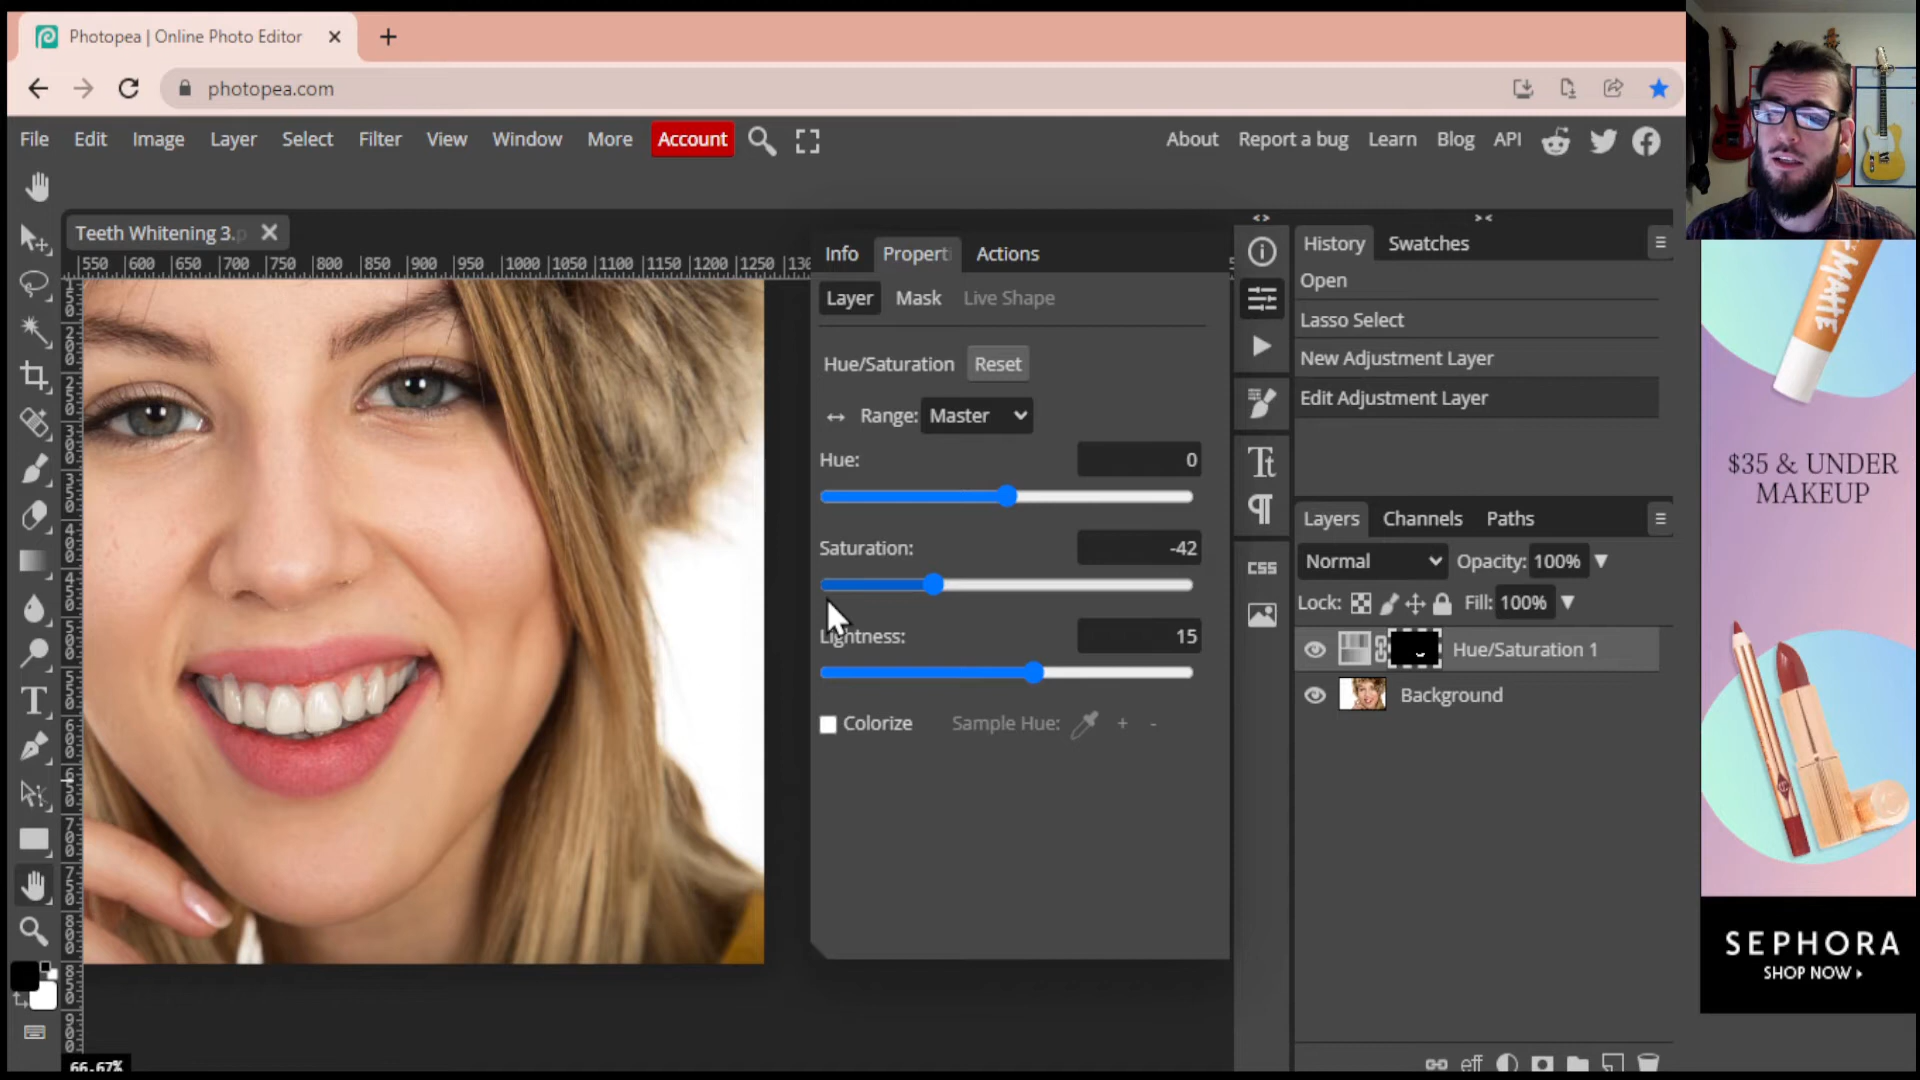 Photopea | Online Photo Editor
photopea.com
File Edit Image Layer Select Filter View Window More Account
About Report a bug Learn Blog API
Teeth Whitening 3.p
550 600 650 700 750 800 850 900 950 1000 1050 1100 1150 1200 1250
Info Properti Actions
Layer Mask Live Shape
Hue/Saturation Reset
Range: Master
Hue: 0
Saturation: -42
Lightness: 15
Colorize Sample Hue: + -
Tt
¶
CSS
History Swatches
Open
Lasso Select
New Adjustment Layer
Edit Adjustment Layer
Layers Channels Paths
Normal Opacity: 100%
Lock: Fill: 100%
Hue/Saturation 1
Background
eff
66.67%
MATTE
$35 & UNDER
MAKEUP
SEPHORA
SHOP NOW